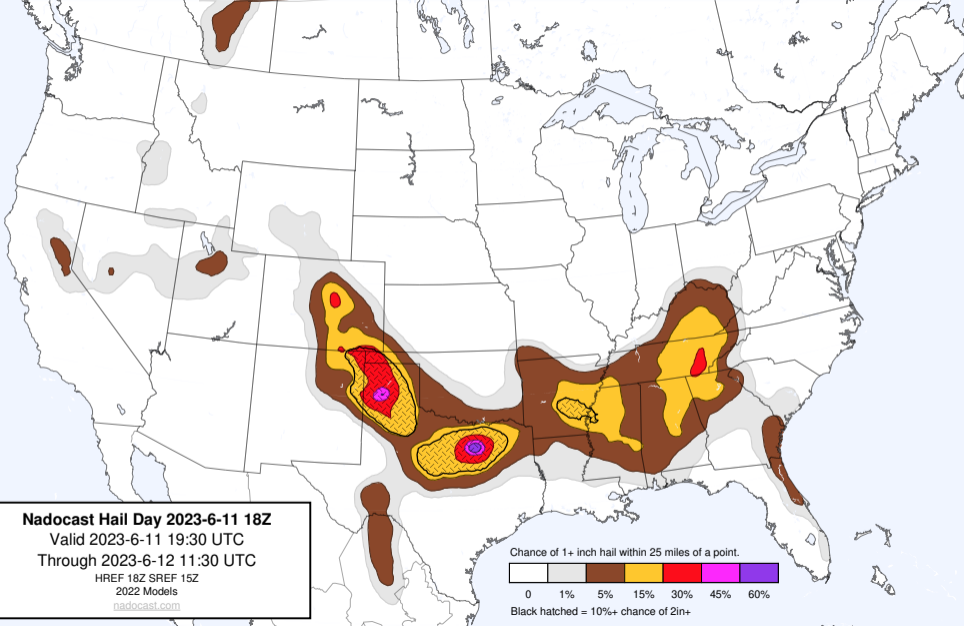 Nadocast Hail Day 2023-6-11 18Z
Valid 2023-6-11 19:30 UTC
Through 2023-6-12 11:30 UTC
HREF 18Z SREF 15Z
2022 Models
nadocast.com
Chance of 1+ inch hail within 25 miles of a point.
0 1% 5% 15% 30% 45% 60%
Black hatched = 10%+ chance of 2in+